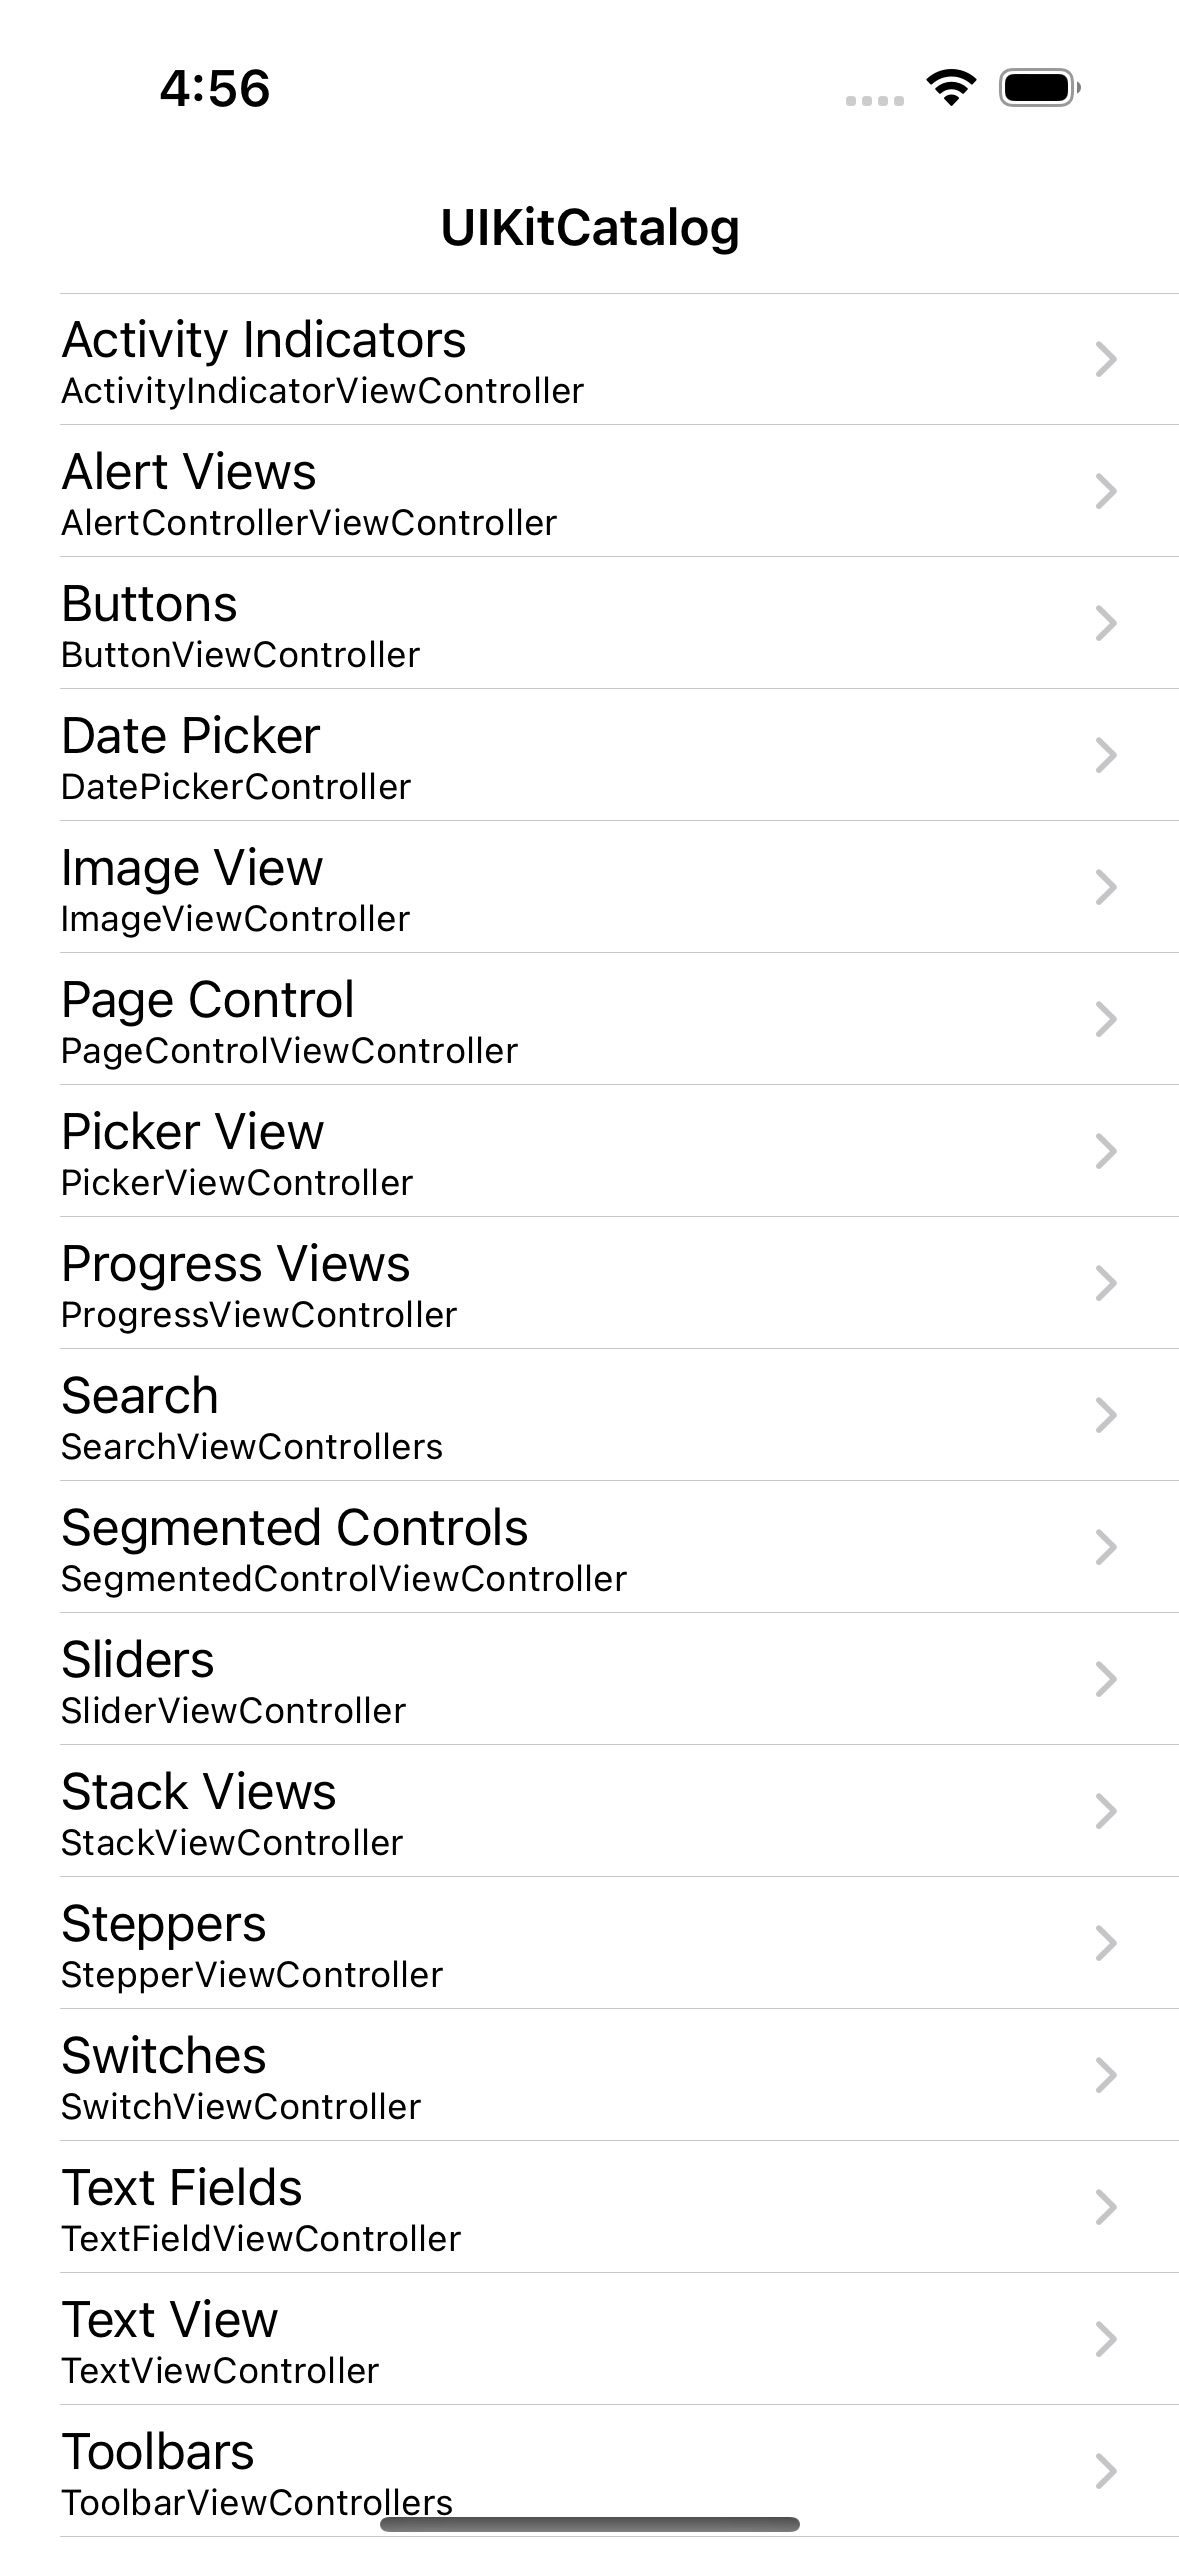 4:56
UIKitCatalog
Activity Indicators
ActivityIndicatorViewController
Alert Views
AlertControllerViewController
Buttons
ButtonViewController
Date Picker
DatePickerController
Image View
ImageViewController
Page Control
PageControlViewController
Picker View
PickerViewController
Progress Views
ProgressViewController
Search
SearchViewControllers
Segmented Controls
SegmentedControlViewController
Sliders
SliderViewController
Stack Views
StackViewController
Steppers
StepperViewController
Switches
SwitchViewController
Text Fields
TextFieldViewController
Text View
TextViewController
Toolbars
ToolbarViewControllers